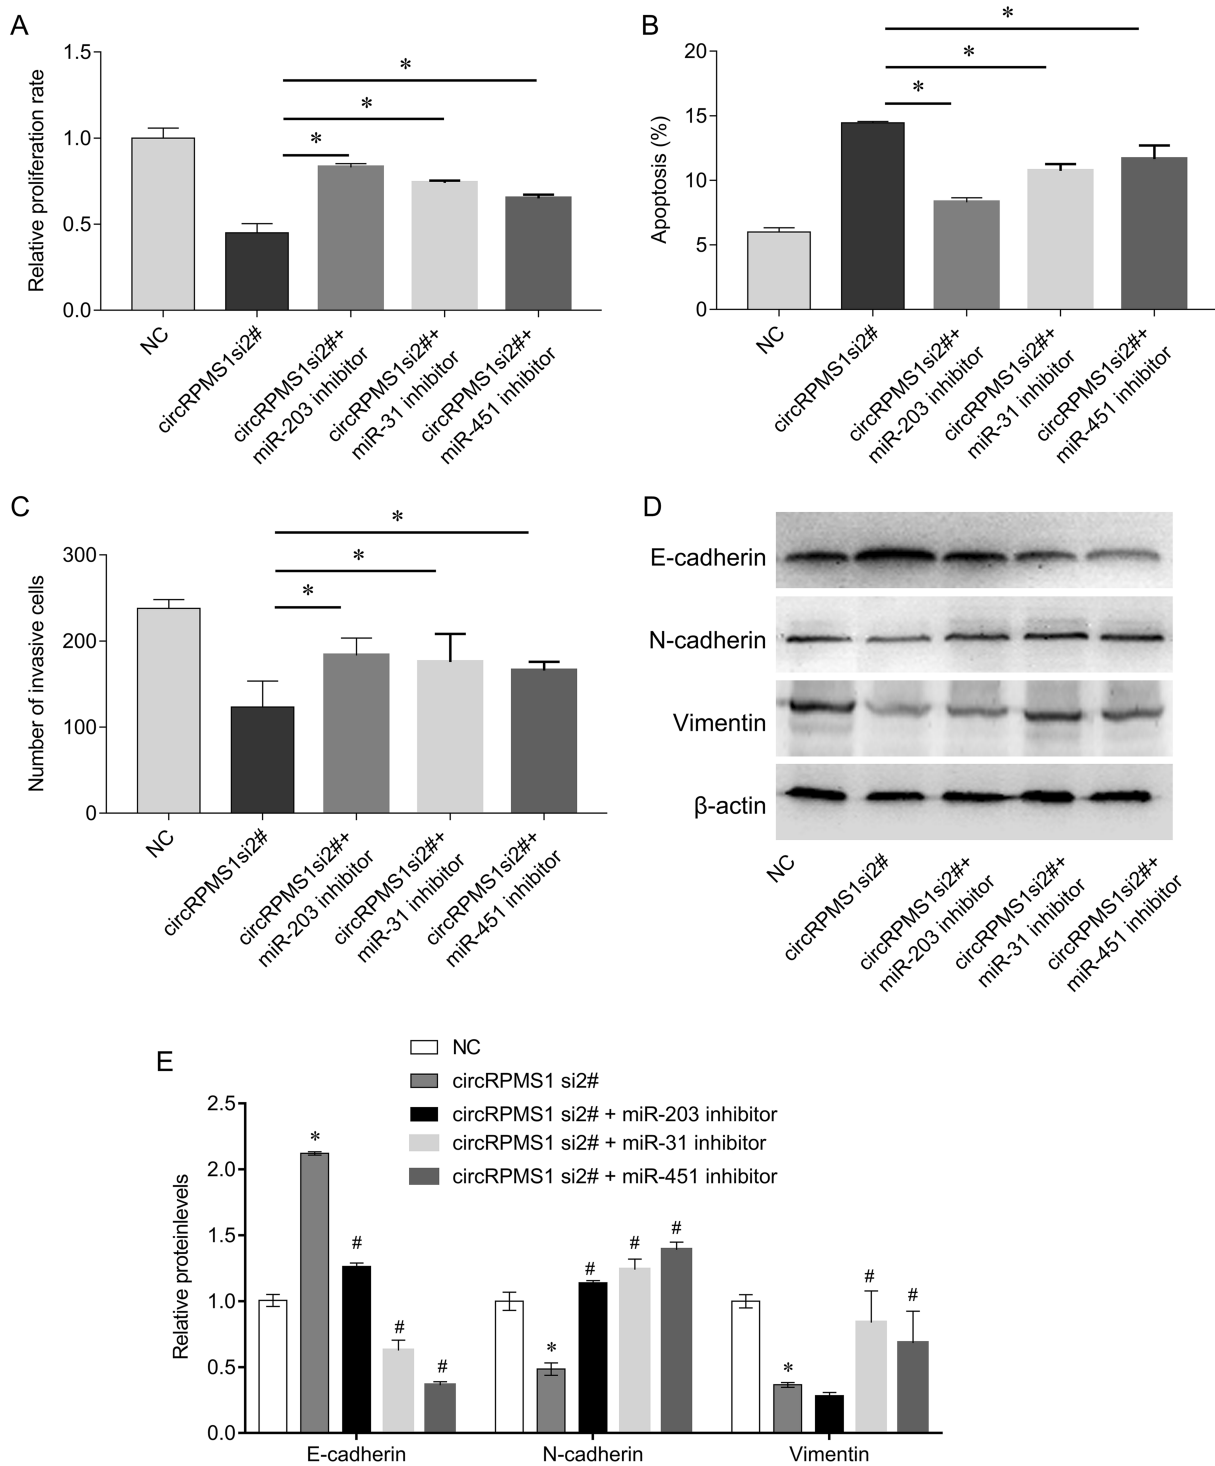 A
Relative proliferation rate
1.5
1.0
0.5
0.0
*
*
*
NC
circRPMS1si2#
circRPMS1si2#+
miR-203 inhibitor
circRPMS1si2#+
miR-31 inhibitor
circRPMS1si2#+
miR-451 inhibitor
B
Apoptosis (%)
20
15
10
5
0
*
*
*
NC
circRPMS1si2#
circRPMS1si2#+
miR-203 inhibitor
circRPMS1si2#+
miR-31 inhibitor
circRPMS1si2#+
miR-451 inhibitor
C
Number of invasive cells
300
200
100
0
*
*
*
NC
circRPMS1si2#
circRPMS1si2#+
miR-203 inhibitor
circRPMS1si2#+
miR-31 inhibitor
circRPMS1si2#+
miR-451 inhibitor
D
E-cadherin
N-cadherin
Vimentin
β-actin
NC
circRPMS1si2#
circRPMS1si2#+
miR-203 inhibitor
circRPMS1si2#+
miR-31 inhibitor
circRPMS1si2#+
miR-451 inhibitor
E
NC
circRPMS1 si2#
circRPMS1 si2# + miR-203 inhibitor
circRPMS1 si2# + miR-31 inhibitor
circRPMS1 si2# + miR-451 inhibitor
Relative proteinlevels
2.5
2.0
1.5
1.0
0.5
0.0
*
#
#
#
*
#
#
#
*
#
#
E-cadherin
N-cadherin
Vimentin